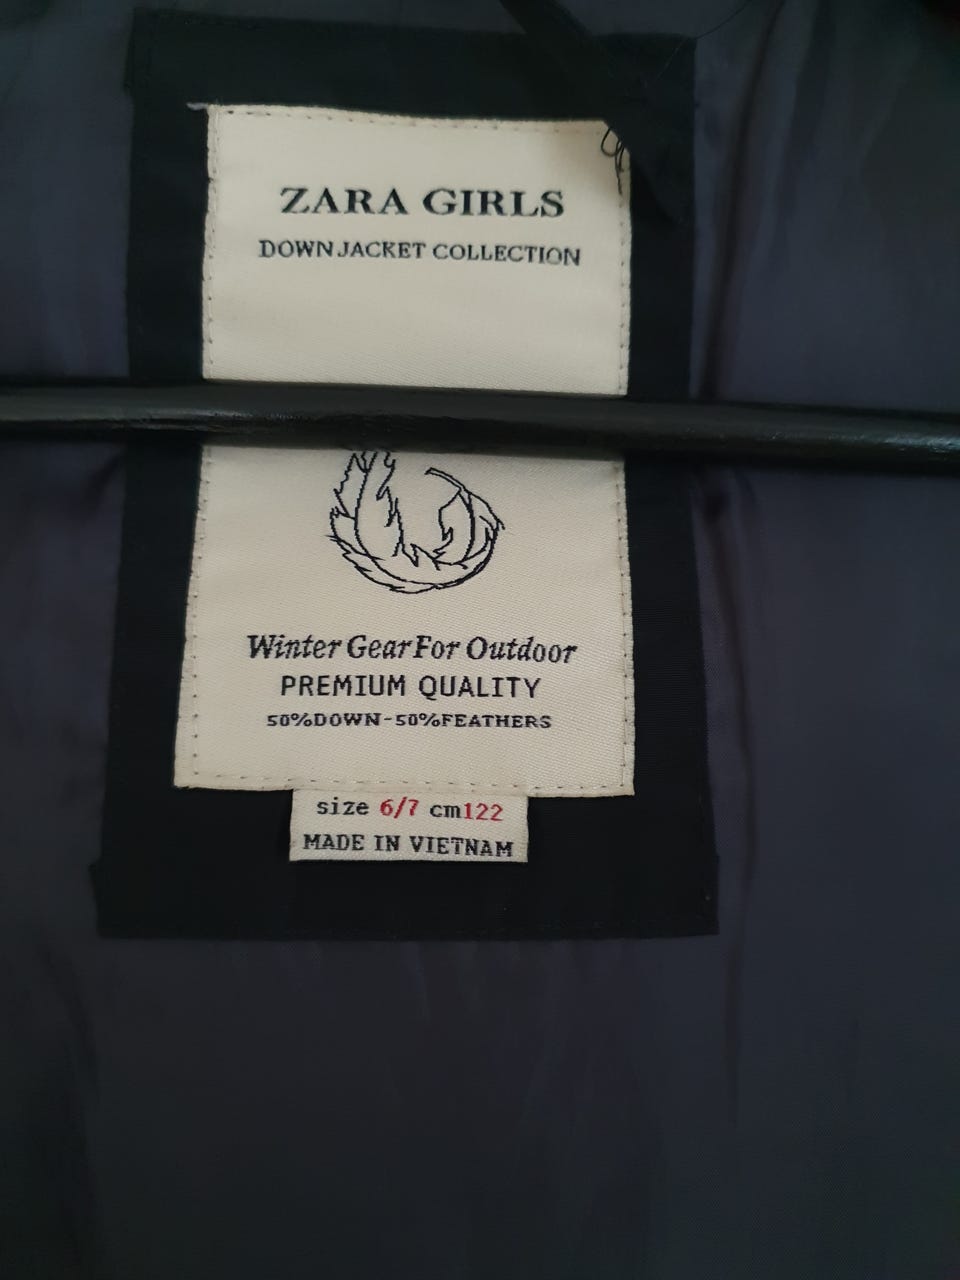 ZARA GIRLS
DOWN JACKET COLLECTION
Winter Gear For Outdoor
PREMIUM QUALITY
50%DOWN-50%FEATHERS
size 6/7 cm122
MADE IN VIETNAM